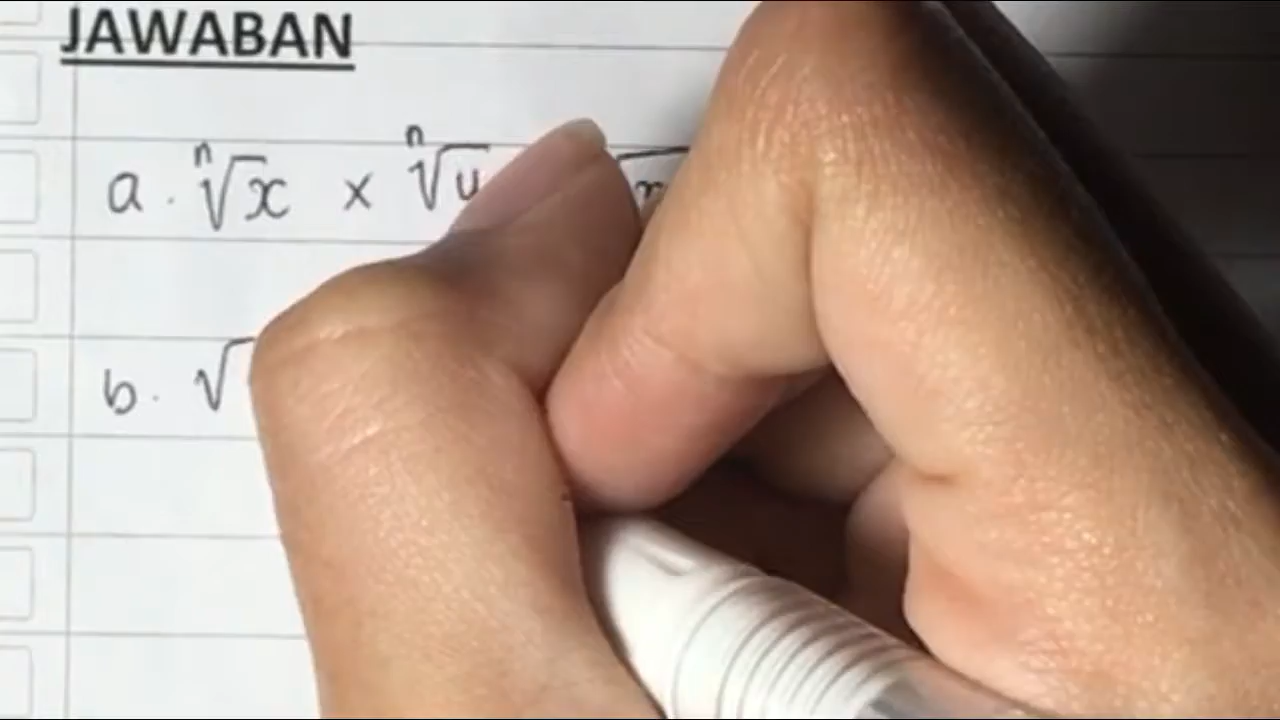 JAWABAN
a. ⁿ√x × ⁿ√
b. √